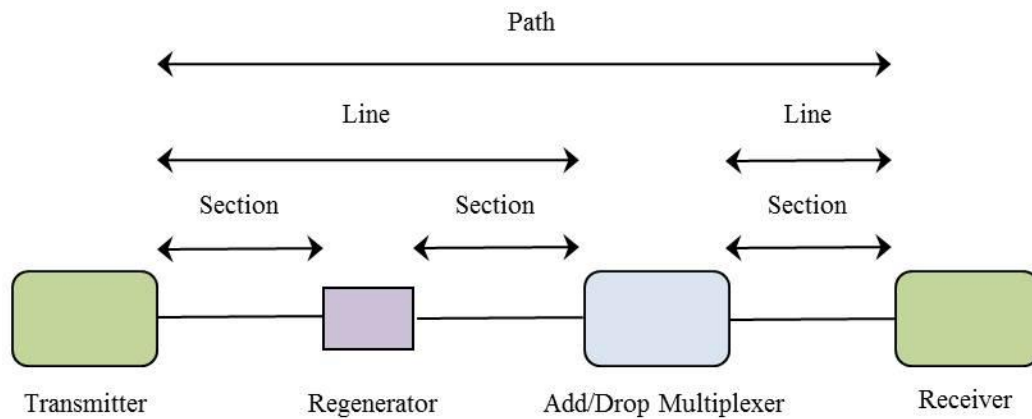 Path
Line
Line
Section
Section
Section
Transmitter
Regenerator
Add/Drop Multiplexer
Receiver